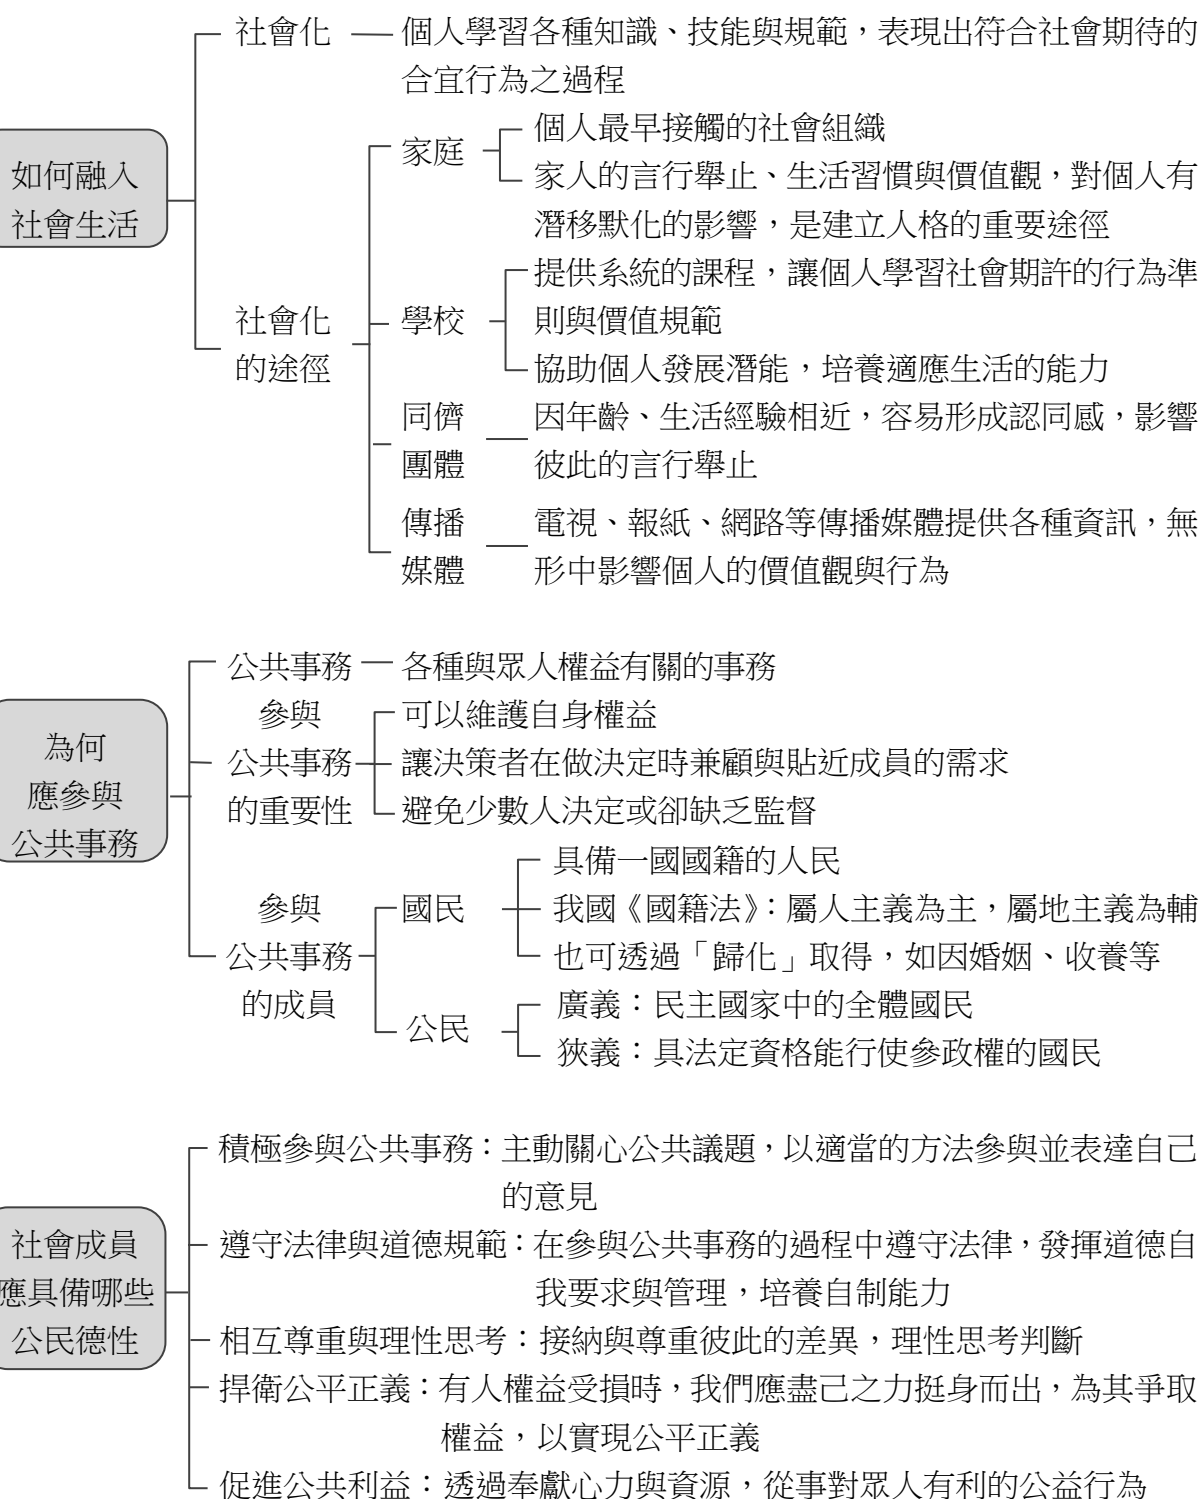 如何融入
社會生活
社會化
個人學習各種知識、技能與規範，表現出符合社會期待的
合宜行為之過程
社會化
的途徑
家庭
個人最早接觸的社會組織
家人的言行舉止、生活習慣與價值觀，對個人有
潛移默化的影響，是建立人格的重要途徑
學校
提供系統的課程，讓個人學習社會期許的行為準
則與價值規範
協助個人發展潛能，培養適應生活的能力
同儕
團體
因年齡、生活經驗相近，容易形成認同感，影響
彼此的言行舉止
傳播
媒體
電視、報紙、網路等傳播媒體提供各種資訊，無
形中影響個人的價值觀與行為
為何
應參與
公共事務
公共事務
各種與眾人權益有關的事務
參與
公共事務
的重要性
可以維護自身權益
讓決策者在做決定時兼顧與貼近成員的需求
避免少數人決定或卻缺乏監督
參與
公共事務
的成員
國民
具備一國國籍的人民
我國《國籍法》：屬人主義為主，屬地主義為輔
也可透過「歸化」取得，如因婚姻、收養等
公民
廣義：民主國家中的全體國民
狹義：具法定資格能行使參政權的國民
社會成員
應具備哪些
公民德性
積極參與公共事務：主動關心公共議題，以適當的方法參與並表達自己
的意見
遵守法律與道德規範：在參與公共事務的過程中遵守法律，發揮道德自
我要求與管理，培養自制能力
相互尊重與理性思考：接納與尊重彼此的差異，理性思考判斷
捍衛公平正義：有人權益受損時，我們應盡己之力挺身而出，為其爭取
權益，以實現公平正義
促進公共利益：透過奉獻心力與資源，從事對眾人有利的公益行為